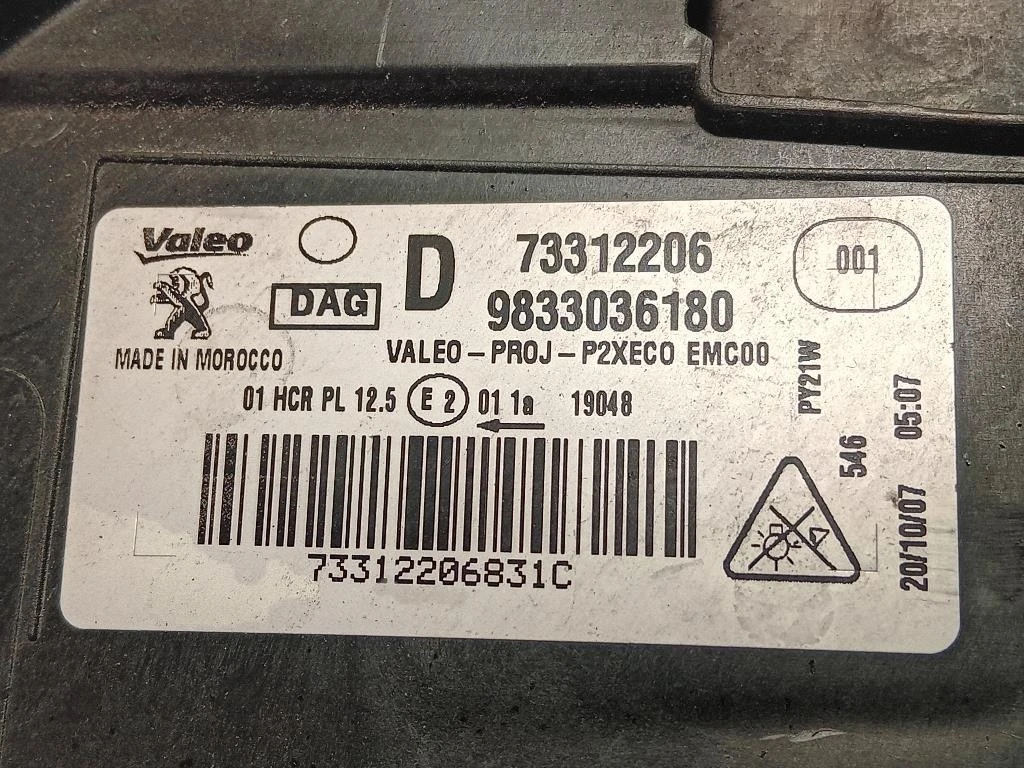 Valeo
D
73312206
001
DAG
9833036180
MADE IN MOROCCO
VALEO-PROJ-P2XECO EMC00
01 HCR PL 12.5 E 2 01 1a 19048
PY21W
546
20/10/07 05:07
73312206831C